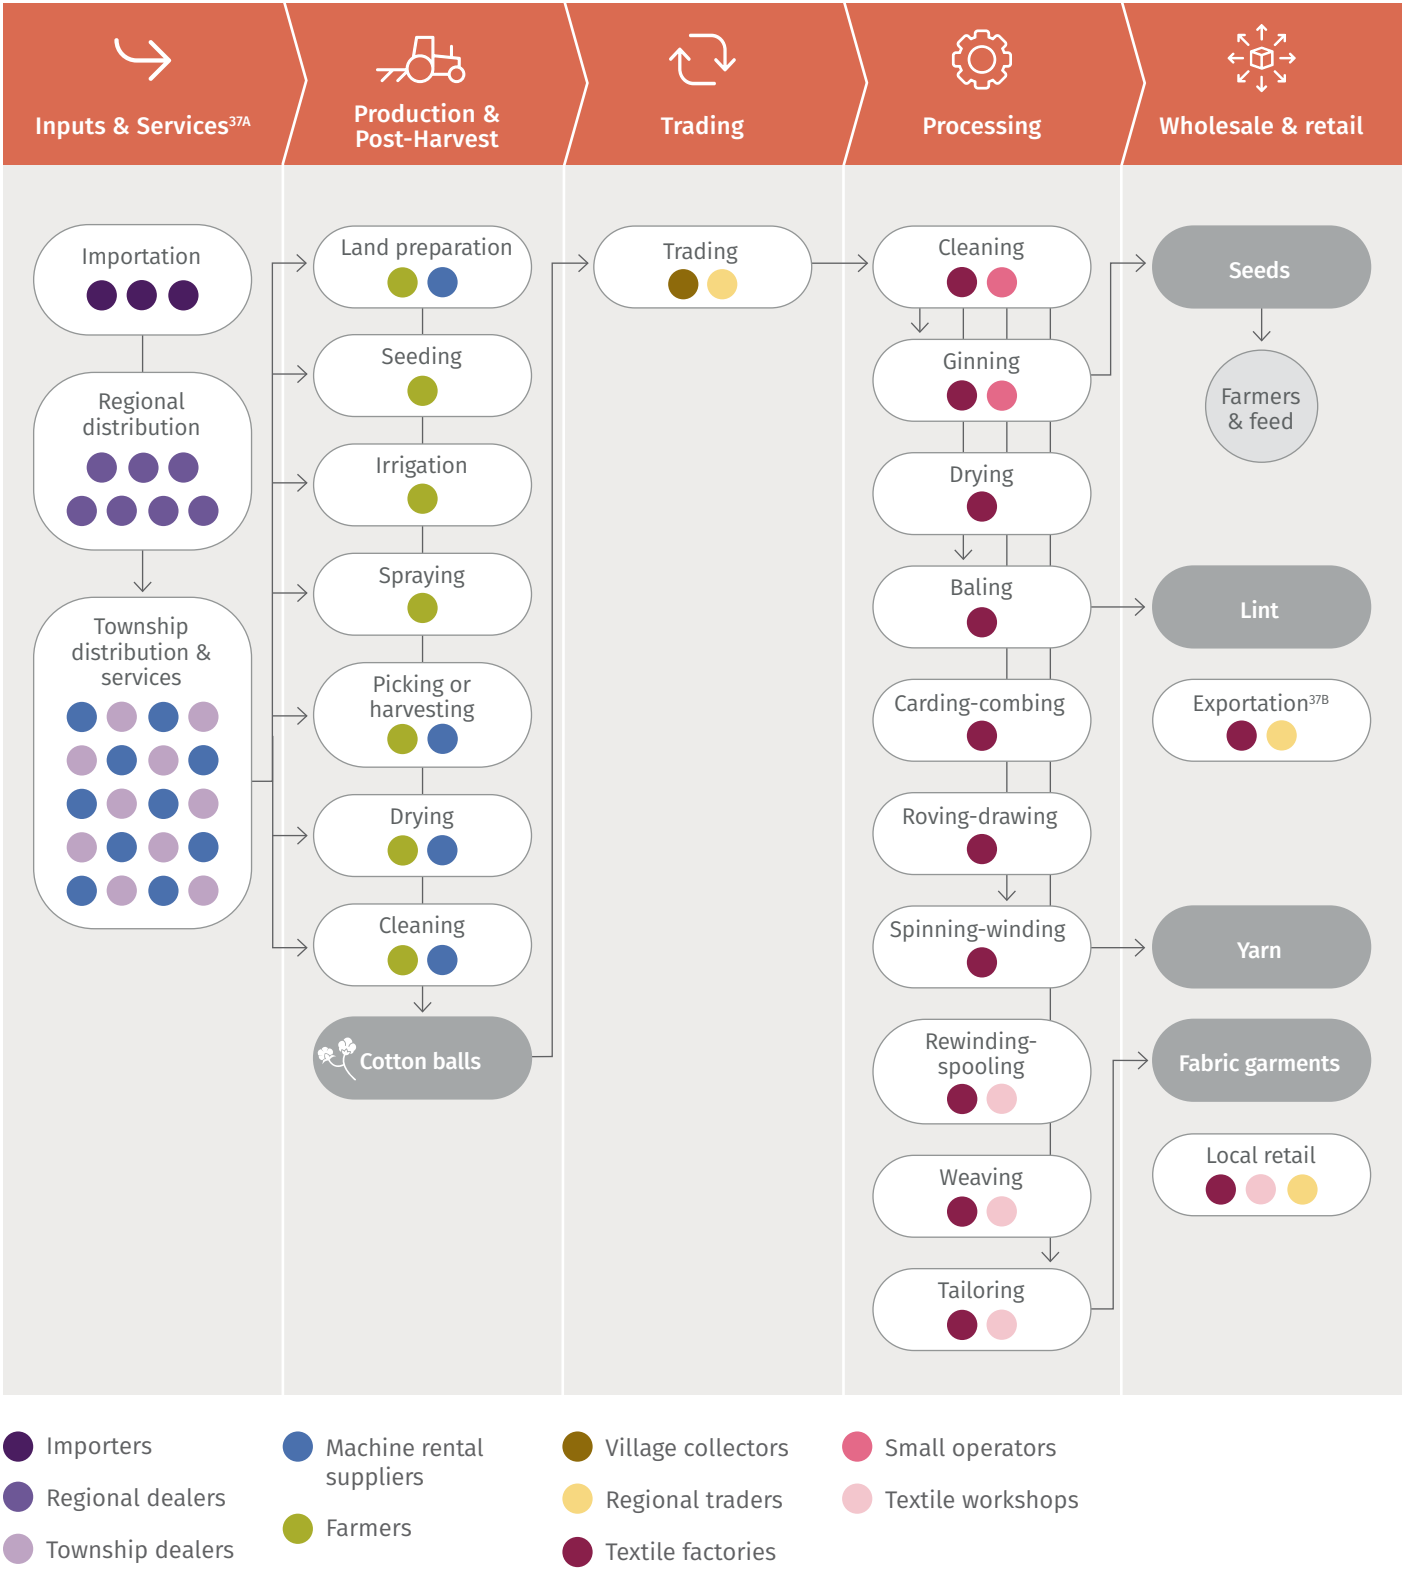 Inputs & Services37A
Production &
Post-Harvest
Trading
Processing
Wholesale & retail
Importation
Regional
distribution
Township
distribution &
services
Land preparation
Seeding
Irrigation
Spraying
Picking or
harvesting
Drying
Cleaning
Cotton balls
Trading
Cleaning
Ginning
Drying
Baling
Carding-combing
Roving-drawing
Spinning-winding
Rewinding-
spooling
Weaving
Tailoring
Seeds
Farmers
& feed
Lint
Exportation37B
Yarn
Fabric garments
Local retail
Importers
Regional dealers
Township dealers
Machine rental
suppliers
Farmers
Village collectors
Regional traders
Textile factories
Small operators
Textile workshops